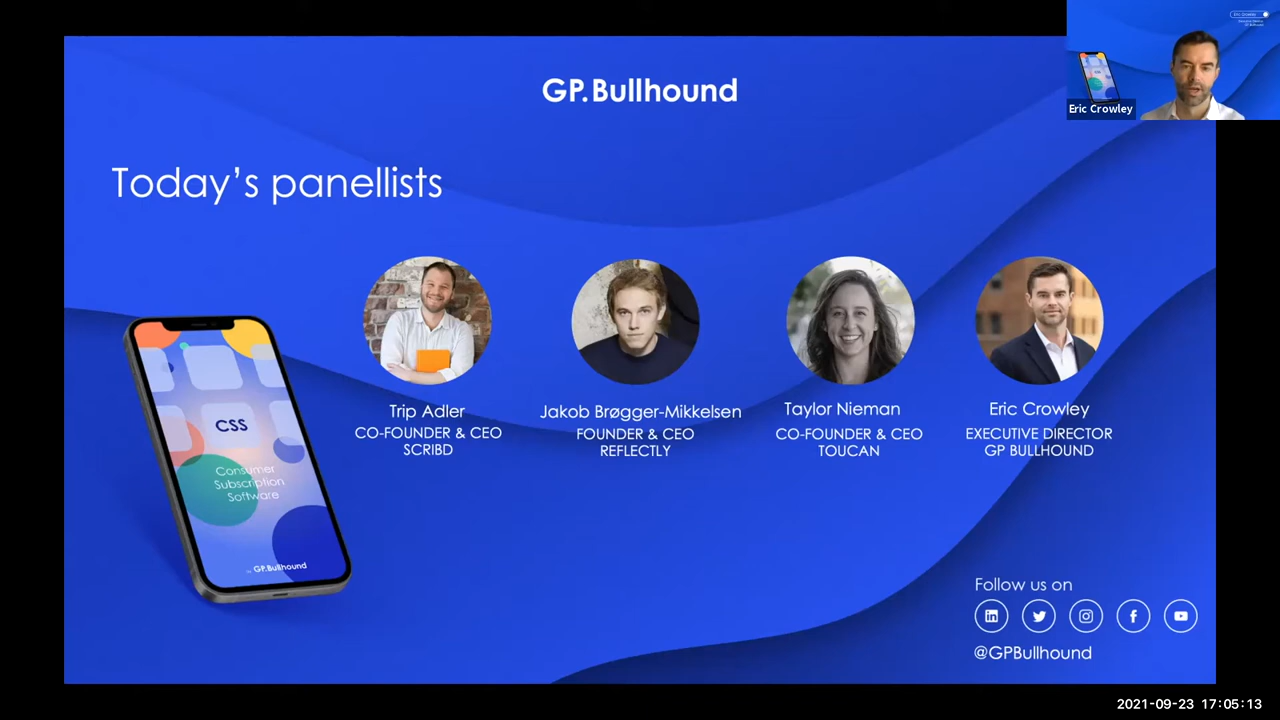 GP.Bullhound
Eric Crowley
Today's panellists
Trip Adler
CO-FOUNDER & CEO
SCRIBD
Jakob Brøgger-Mikkelsen
FOUNDER & CEO
REFLECTLY
Taylor Nieman
CO-FOUNDER & CEO
TOUCAN
Eric Crowley
EXECUTIVE DIRECTOR
GP BULLHOUND
CSS
Consumer
Subscription
Software
by GP.Bullhound
Follow us on
@GPBullhound
2021-09-23 17:05:13